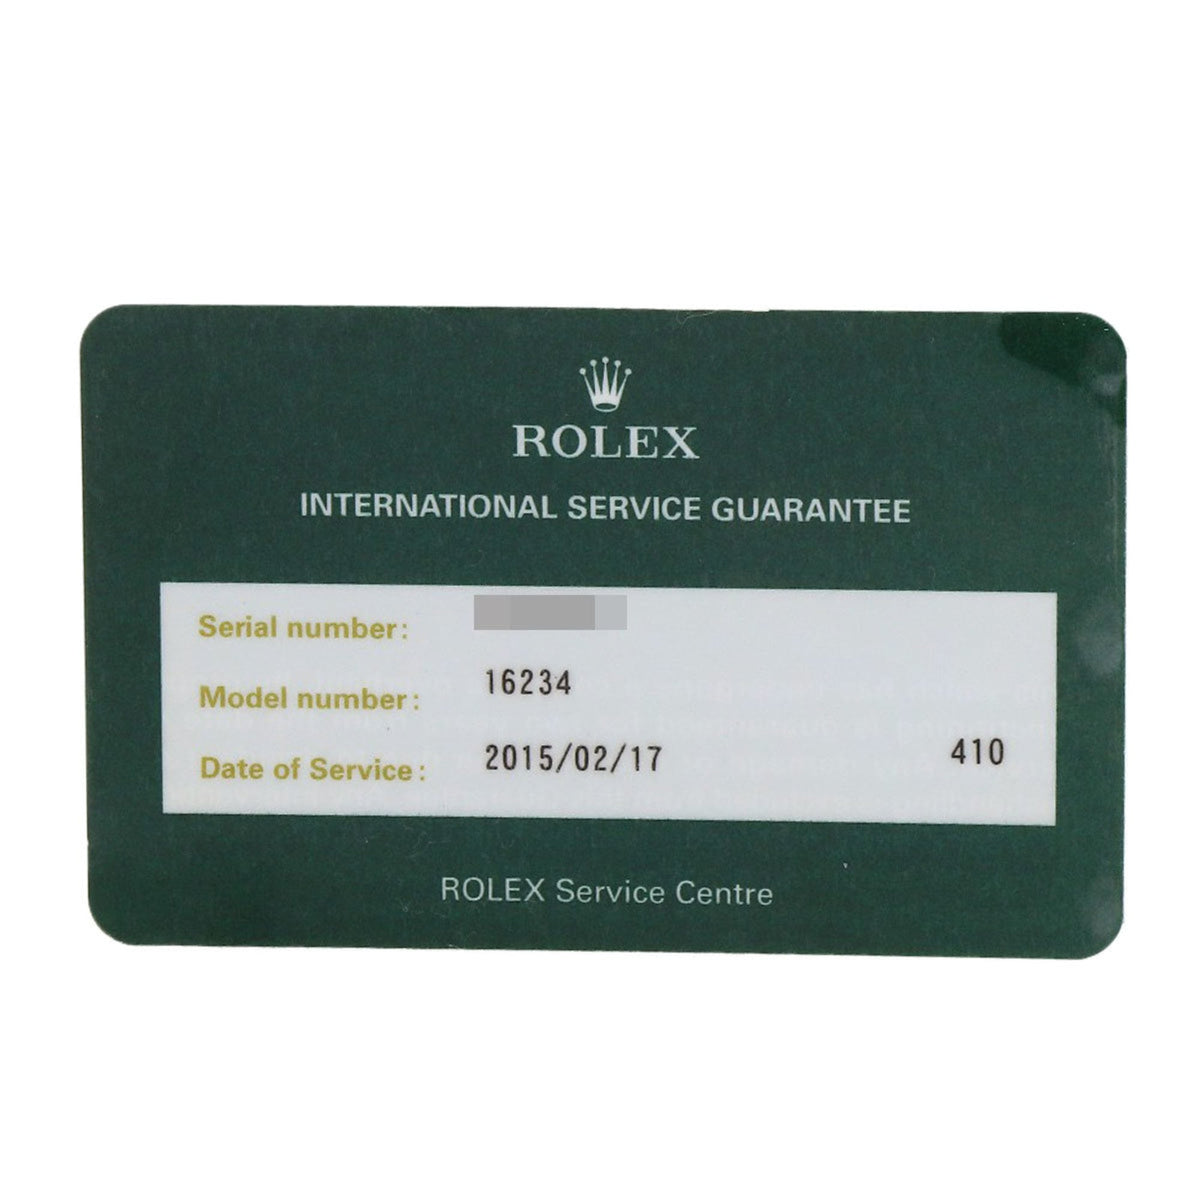 ROLEX
INTERNATIONAL SERVICE GUARANTEE
Serial number:
Model number: 16234
Date of Service: 2015/02/17 410
ROLEX Service Centre